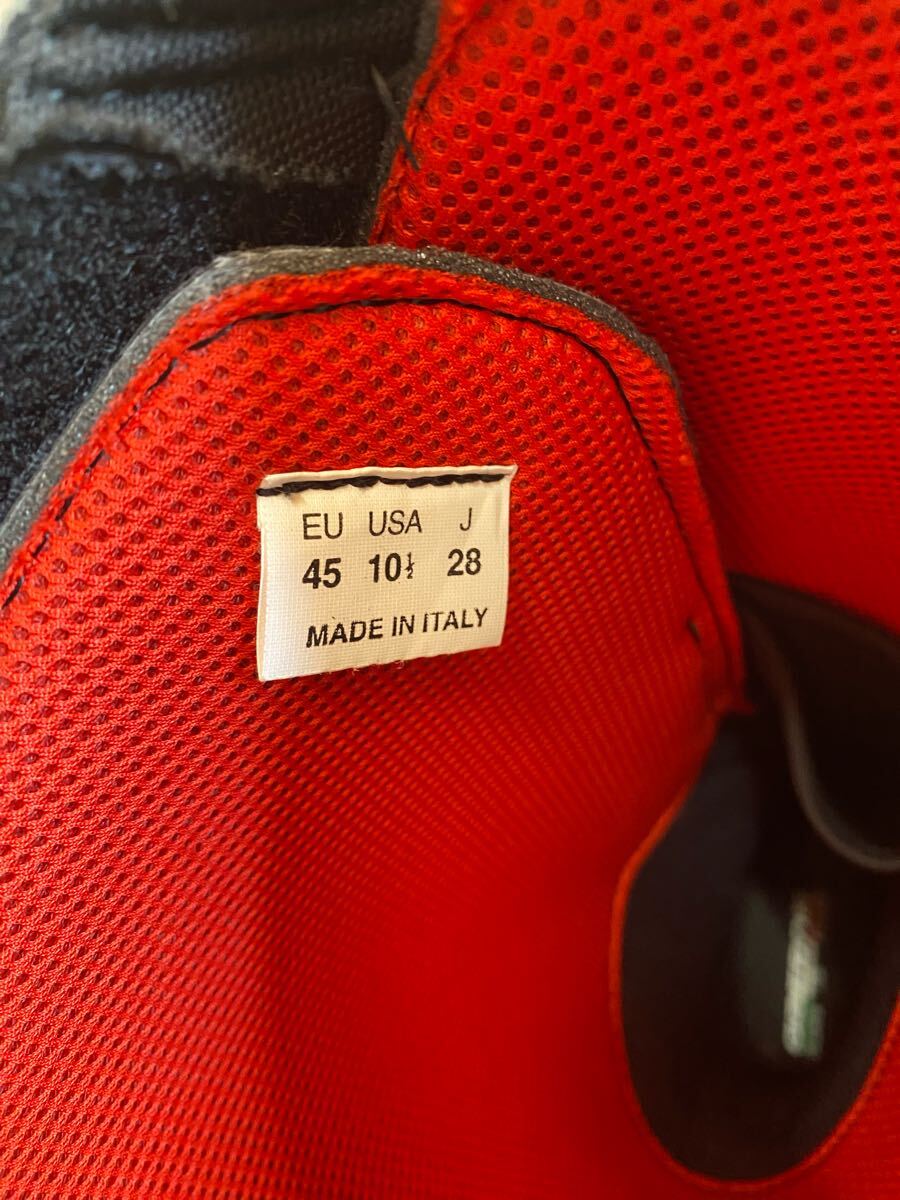 EU USA J
45 10½ 28
MADE IN ITALY